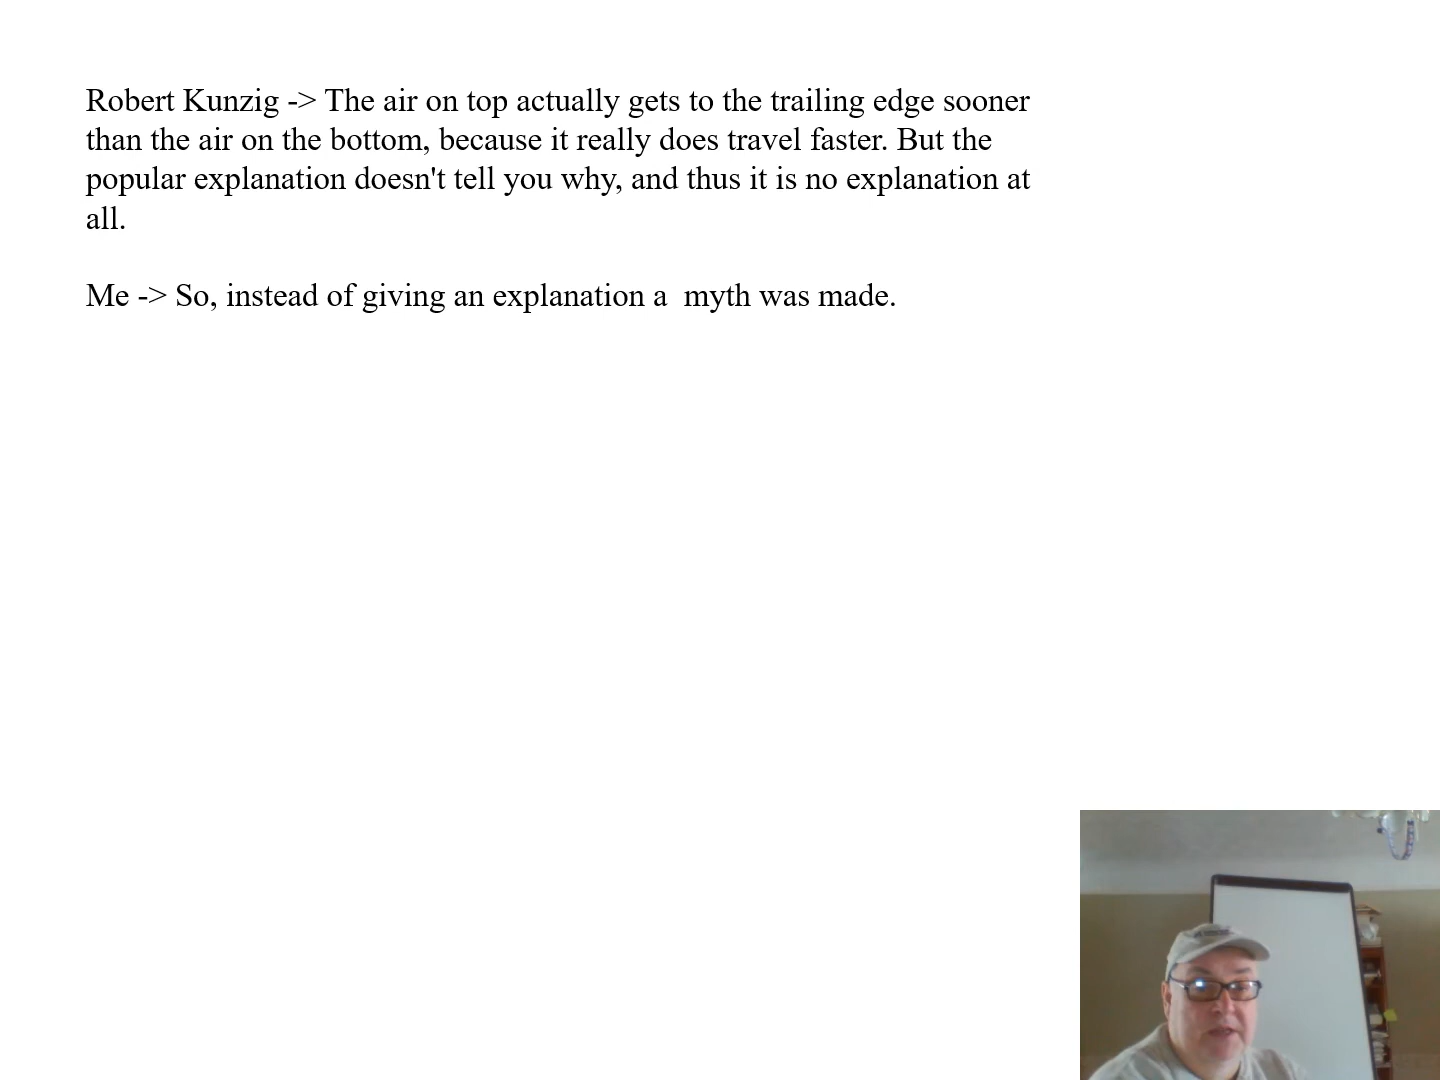 Robert Kunzig -> The air on top actually gets to the trailing edge sooner
than the air on the bottom, because it really does travel faster. But the
popular explanation doesn't tell you why, and thus it is no explanation at
all.
Me -> So, instead of giving an explanation a  myth was made.